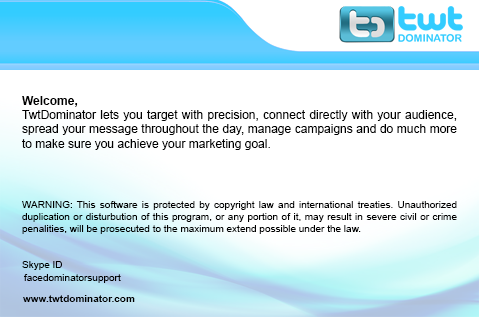 twt
DOMINATOR
Welcome,
TwtDominator lets you target with precision, connect directly with your audience,
spread your message throughout the day, manage campaigns and do much more
to make sure you achieve your marketing goal.
WARNING: This software is protected by copyright law and international treaties. Unauthorized
duplication or disturbution of this program, or any portion of it, may result in severe civil or crime
penalities, will be prosecuted to the maximum extend possible under the law.
Skype ID
facedominatorsupport
www.twtdominator.com